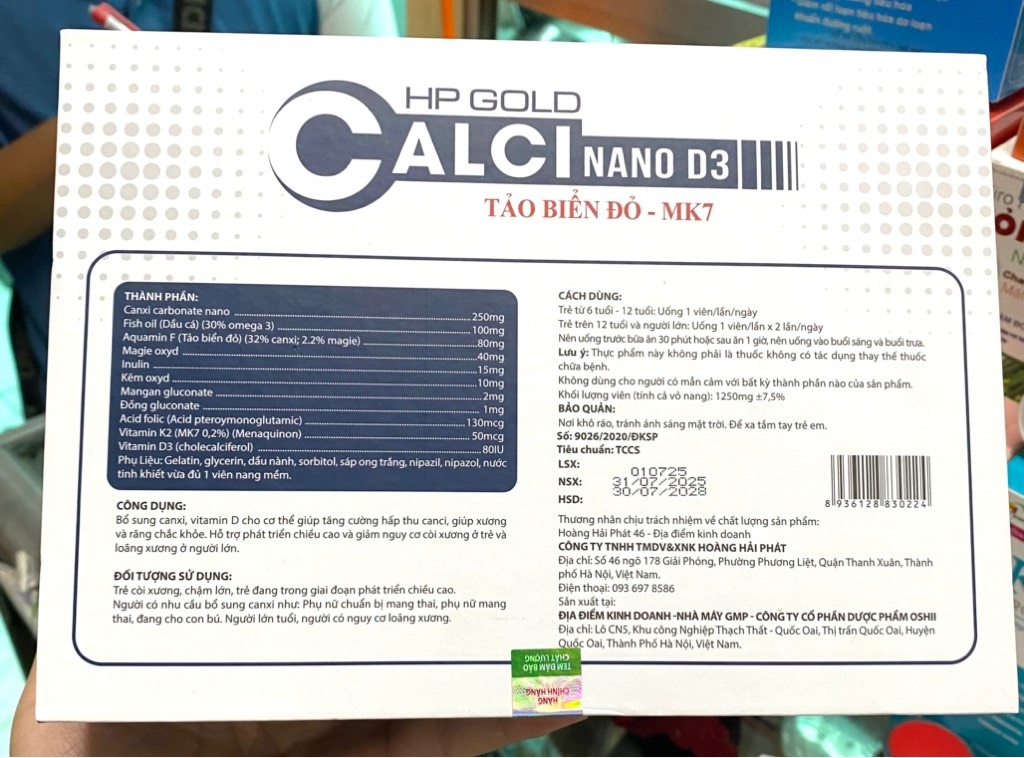 HP GOLD
CALCI NANO D3
TẢO BIỂN ĐỎ - MK7
THÀNH PHẦN:
Canxi carbonate nano ... 250mg
Fish oil (Dầu cá) (30% omega 3) ... 100mg
Aquamin F (Tảo biển đỏ) (32% canxi; 2.2% magie) ... 80mg
Magie oxyd ... 40mg
Inulin ... 15mg
Kẽm oxyd ... 10mg
Mangan gluconate ... 2mg
Đồng gluconate ... 1mg
Acid folic (Acid pteroymonoglutamic) ... 130mcg
Vitamin K2 (MK7 0,2%) (Menaquinon) ... 50mcg
Vitamin D3 (cholecalciferol) ... 80IU
Phụ Liệu: Gelatin, glycerin, dầu nành, sorbitol, sáp ong trắng, nipazil, nipazol, nước
tinh khiết vừa đủ 1 viên nang mềm.
CÔNG DỤNG:
Bổ sung canxi, vitamin D cho cơ thể giúp tăng cường hấp thu canci, giúp xương
và răng chắc khỏe. Hỗ trợ phát triển chiều cao và giảm nguy cơ còi xương ở trẻ và
loãng xương ở người lớn.
ĐỐI TƯỢNG SỬ DỤNG:
Trẻ còi xương, chậm lớn, trẻ đang trong giai đoạn phát triển chiều cao.
Người có nhu cầu bổ sung canxi như: Phụ nữ chuẩn bị mang thai, phụ nữ mang
thai, đang cho con bú. Người lớn tuổi, người có nguy cơ loãng xương.
CÁCH DÙNG:
Trẻ từ 6 tuổi - 12 tuổi: Uống 1 viên/lần/ngày
Trẻ trên 12 tuổi và người lớn: Uống 1 viên/lần x 2 lần/ngày
Nên uống trước bữa ăn 30 phút hoặc sau ăn 1 giờ, nên uống vào buổi sáng và buổi trưa.
Lưu ý: Thực phẩm này không phải là thuốc không có tác dụng thay thế thuốc
chữa bệnh.
Không dùng cho người có mẫn cảm với bất kỳ thành phần nào của sản phẩm.
Khối lượng viên (tính cả vỏ nang): 1250mg ±7,5%
BẢO QUẢN:
Nơi khô ráo, tránh ánh sáng mặt trời. Để xa tầm tay trẻ em.
Số: 9026/2020/ĐKSP
Tiêu chuẩn: TCCS
LSX: 010725
NSX: 31/07/2025
HSD: 30/07/2028
8 936128 830224
Thương nhân chịu trách nhiệm về chất lượng sản phẩm:
Hoàng Hải Phát 46 - Địa điểm kinh doanh
CÔNG TY TNHH TMDV&XNK HOÀNG HẢI PHÁT
Địa chỉ: Số 46 ngõ 178 Giải Phóng, Phường Phương Liệt, Quận Thanh Xuân, Thành
phố Hà Nội, Việt Nam.
Điện thoại: 093 697 8586
Sản xuất tại:
ĐỊA ĐIỂM KINH DOANH -NHÀ MÁY GMP - CÔNG TY CỔ PHẦN DƯỢC PHẨM OSHII
Địa chỉ: Lô CN5, Khu công Nghiệp Thạch Thất - Quốc Oai, Thị trấn Quốc Oai, Huyện
Quốc Oai, Thành Phố Hà Nội, Việt Nam.
TEM ĐẢM BẢO
CHẤT LƯỢNG
HÀNG
CHÍNH HÃNG